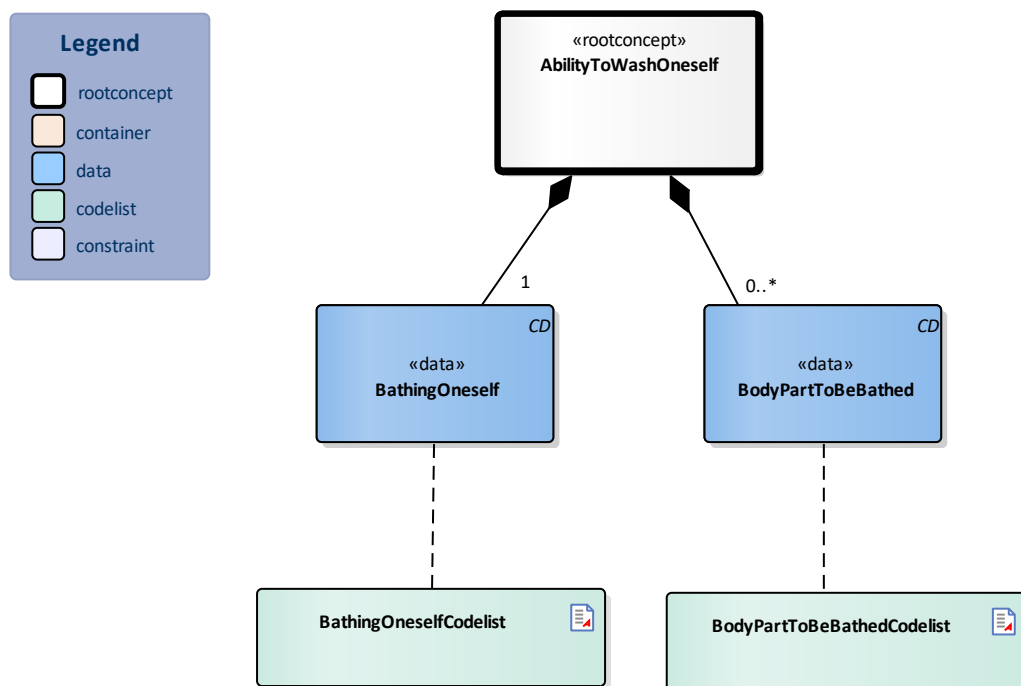 Legend
rootconcept
container
data
codelist
constraint
«rootconcept»
AbilityToWashOneself
1
0..*
CD
«data»
BathingOneself
CD
«data»
BodyPartToBeBathed
BathingOneselfCodelist
BodyPartToBeBathedCodelist